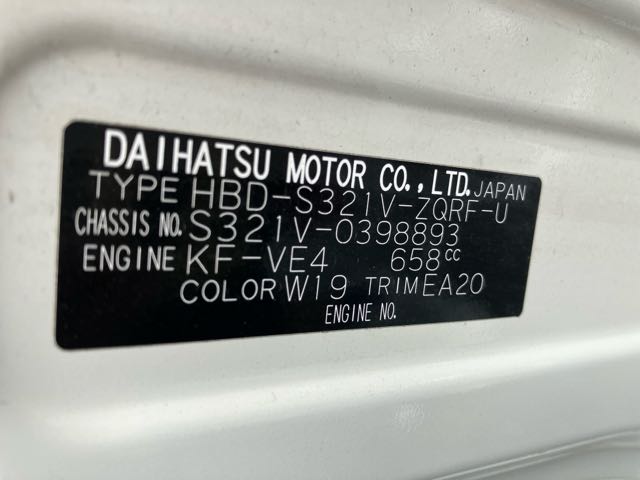 DAIHATSU MOTOR CO.,LTD. JAPAN
TYPE HBD-S321V-ZQRF-U
CHASSIS NO. S321V-0398893
ENGINE KF-VE4 658cc
COLOR W19 TRIM EA20
ENGINE NO.